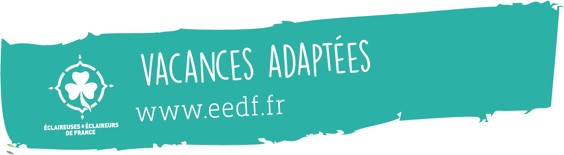 VACANCES ADAPTÉES
www.eedf.fr
ÉCLAIREUSES & ÉCLAIREURS
DE FRANCE